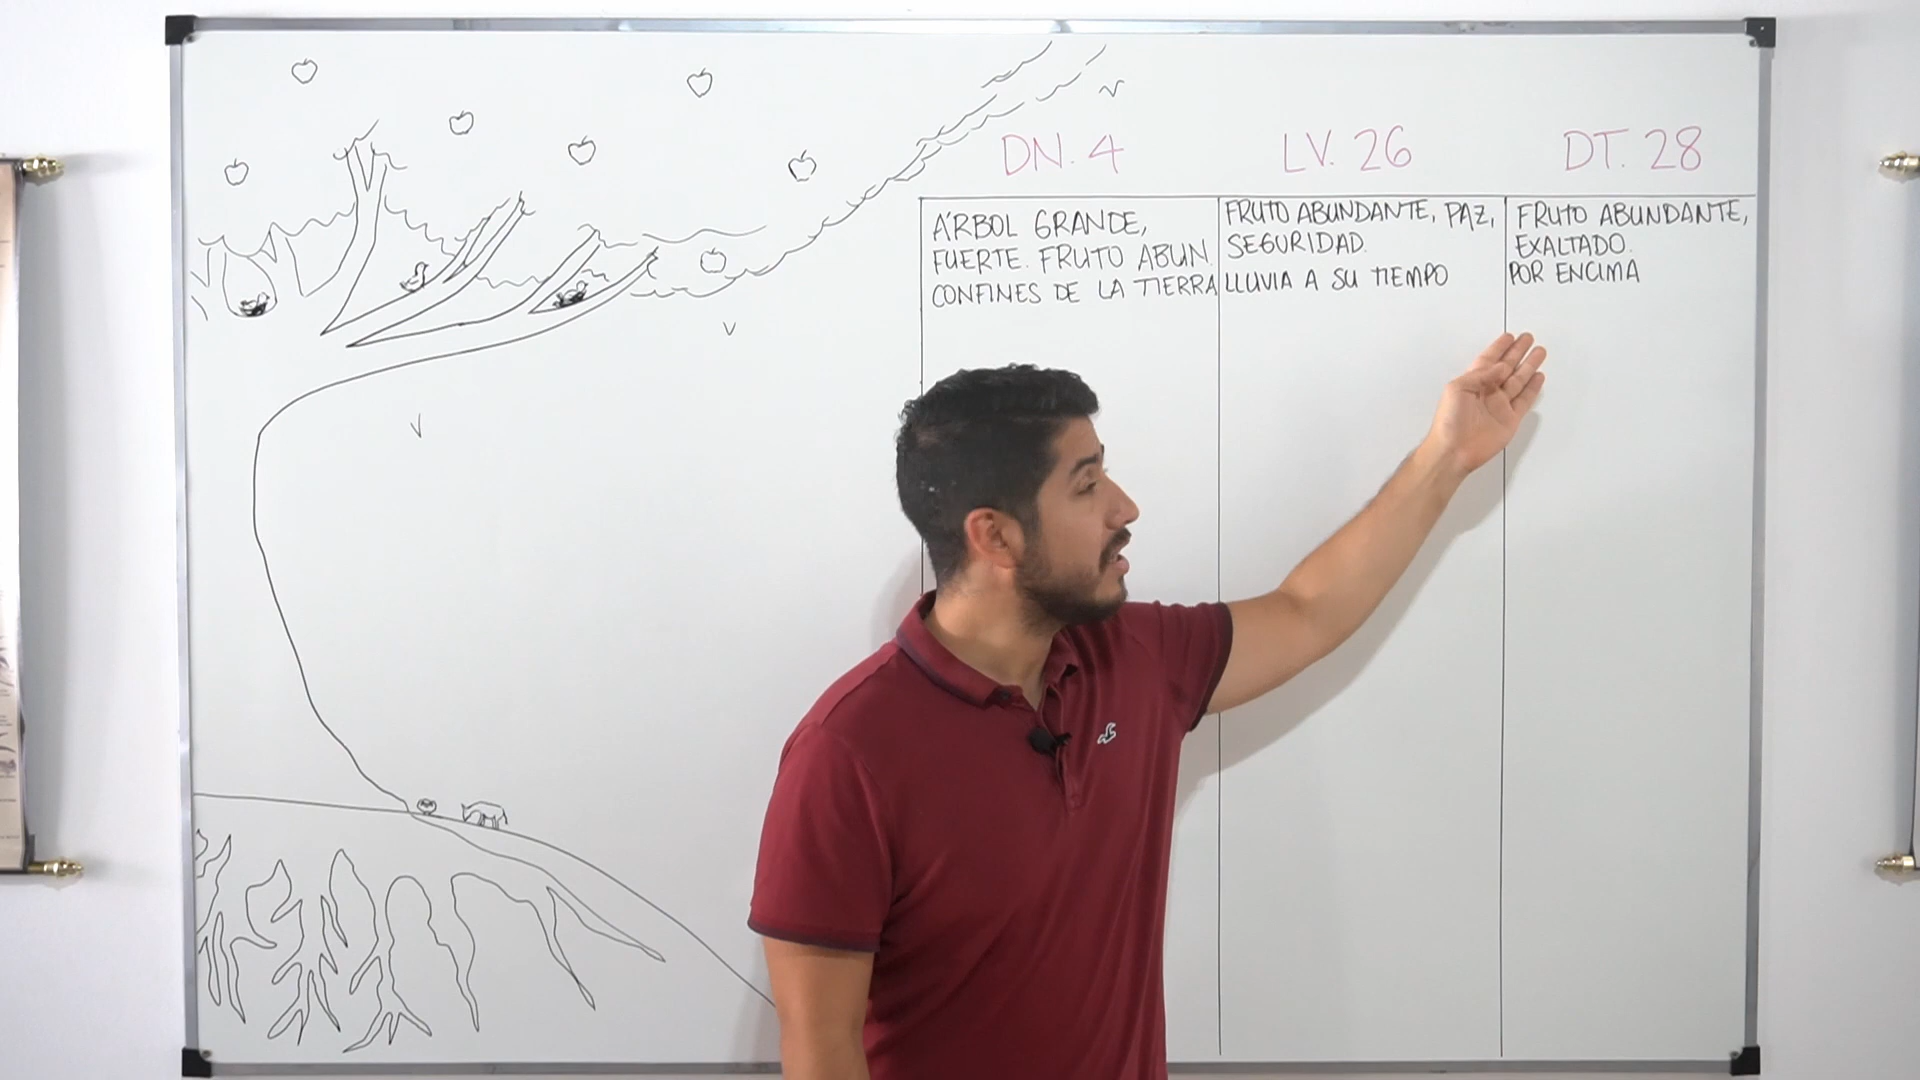 DN. 4
LV. 26
DT. 28
ÁRBOL GRANDE,
FUERTE. FRUTO ABUN.
CONFINES DE LA TIERRA
FRUTO ABUNDANTE, PAZ,
SEGURIDAD.
LLUVIA A SU TIEMPO
FRUTO ABUNDANTE,
EXALTADO.
POR ENCIMA